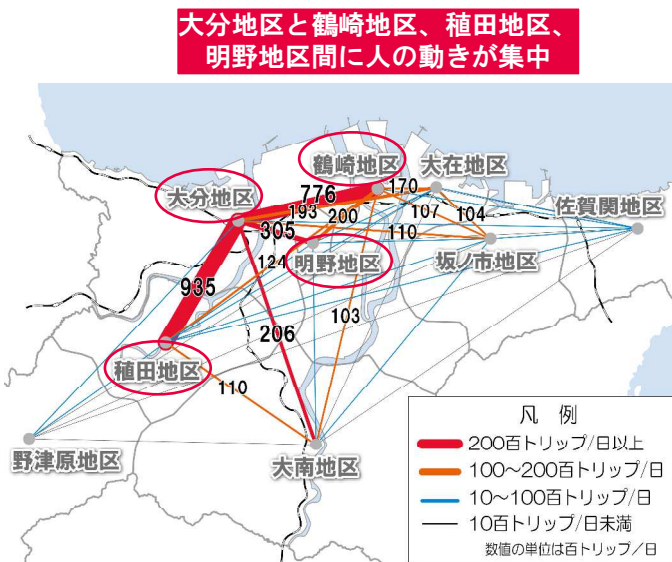 大分地区と鶴崎地区、稙田地区、
明野地区間に人の動きが集中
鶴崎地区
大在地区
大分地区
776
170
佐賀関地区
193
200
107
104
305
110
明野地区
坂ノ市地区
124
935
103
206
稙田地区
110
野津原地区
大南地区
凡 例
200百トリップ/日以上
100～200百トリップ/日
10～100百トリップ/日
10百トリップ/日未満
数値の単位は百トリップ／日